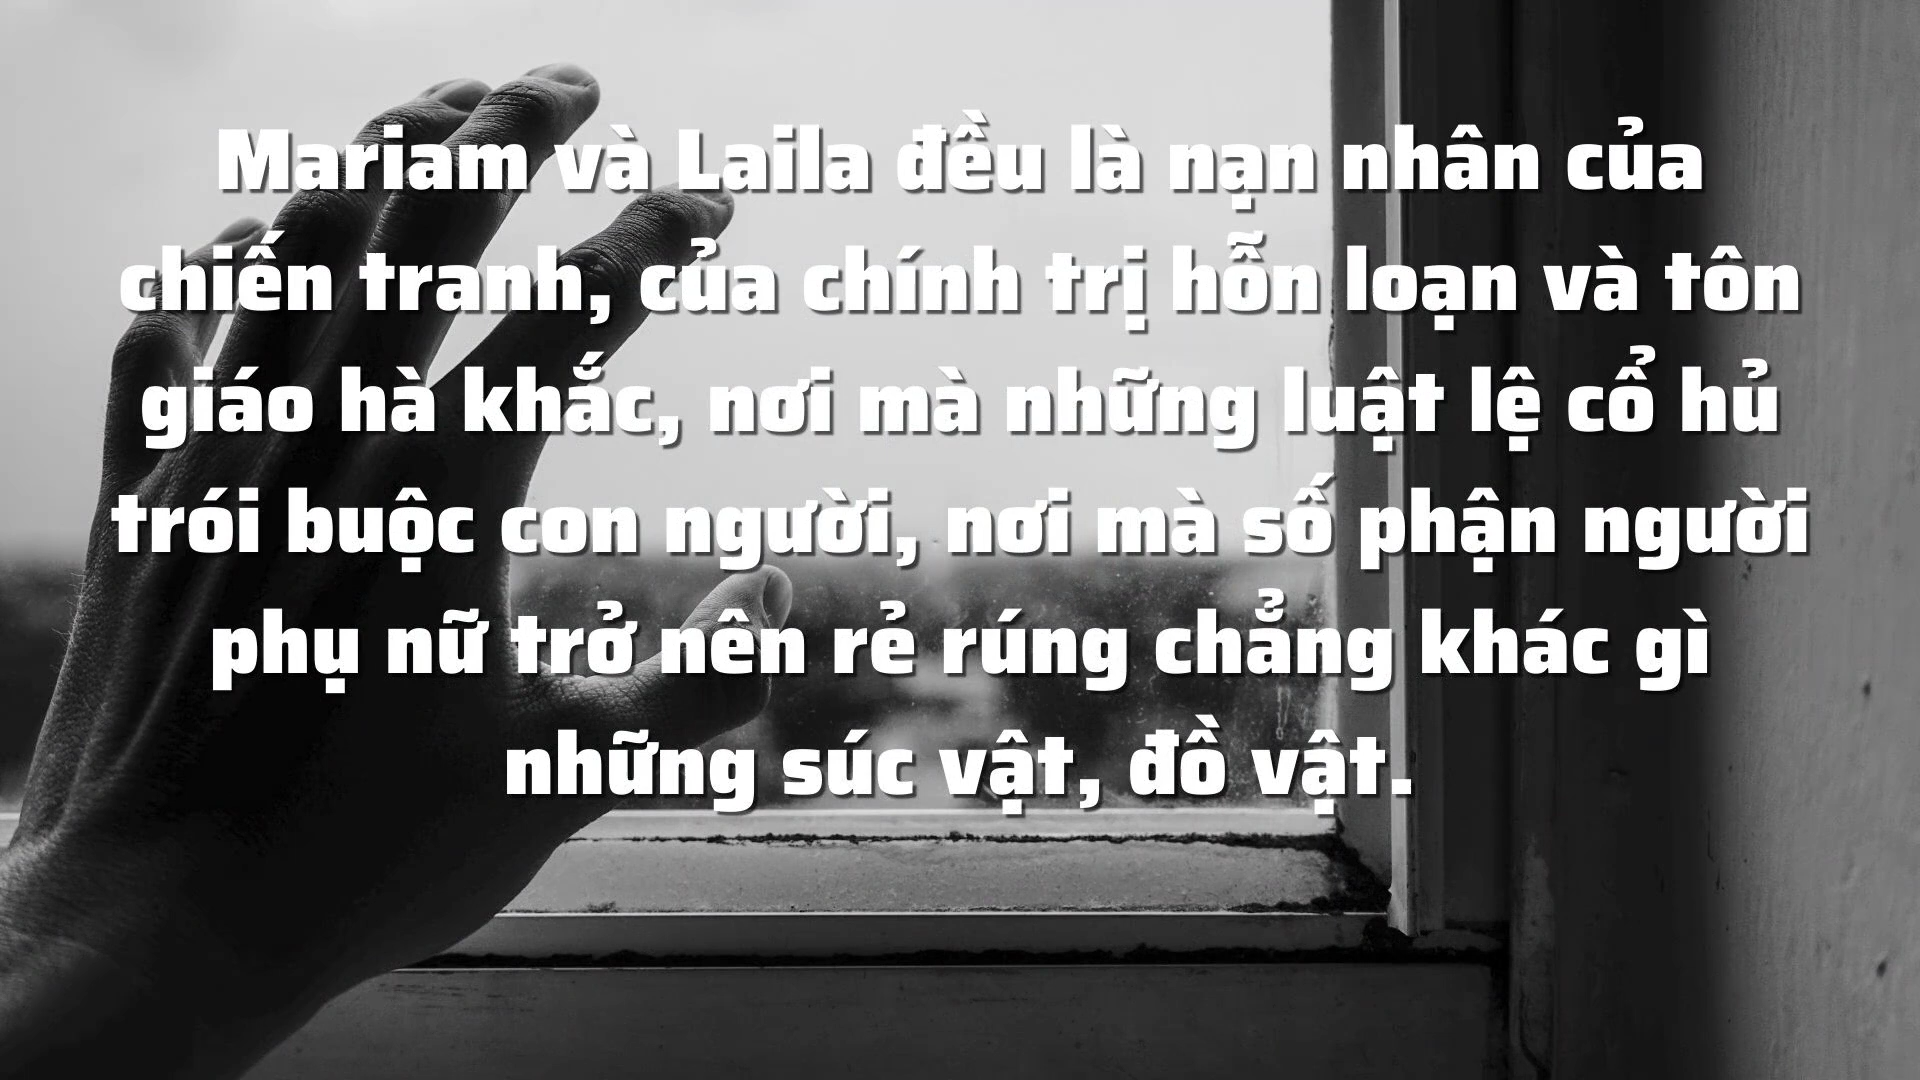 Mariam và Laila đều là nạn nhân của
chiến tranh, của chính trị hỗn loạn và tôn
giáo hà khắc, nơi mà những luật lệ cổ hủ
trói buộc con người, nơi mà số phận người
phụ nữ trở nên rẻ rúng chẳng khác gì
những súc vật, đồ vật.